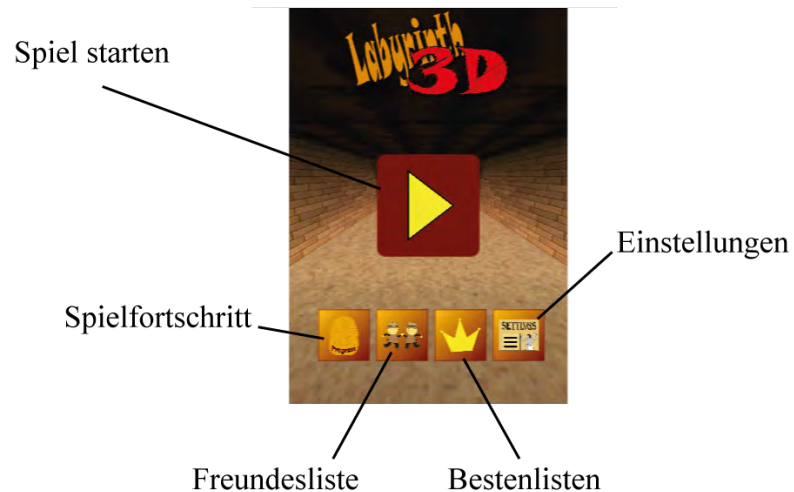 Labyrinth
3D
Spiel starten
Einstellungen
Spielfortschritt
Progress
SETTINGS
Freundesliste
Bestenlisten